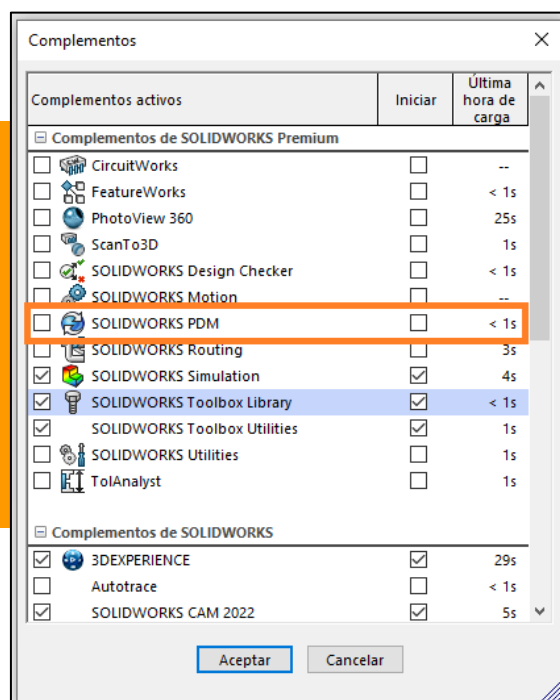 Complementos
Complementos activos Iniciar Última hora de carga
Complementos de SOLIDWORKS Premium
CircuitWorks --
FeatureWorks < 1s
PhotoView 360 25s
ScanTo3D 1s
SOLIDWORKS Design Checker < 1s
SOLIDWORKS Motion --
SOLIDWORKS PDM < 1s
SOLIDWORKS Routing 3s
SOLIDWORKS Simulation 4s
SOLIDWORKS Toolbox Library < 1s
SOLIDWORKS Toolbox Utilities 1s
SOLIDWORKS Utilities 1s
TolAnalyst 1s
Complementos de SOLIDWORKS
3DEXPERIENCE 29s
Autotrace < 1s
SOLIDWORKS CAM 2022 5s
Aceptar Cancelar